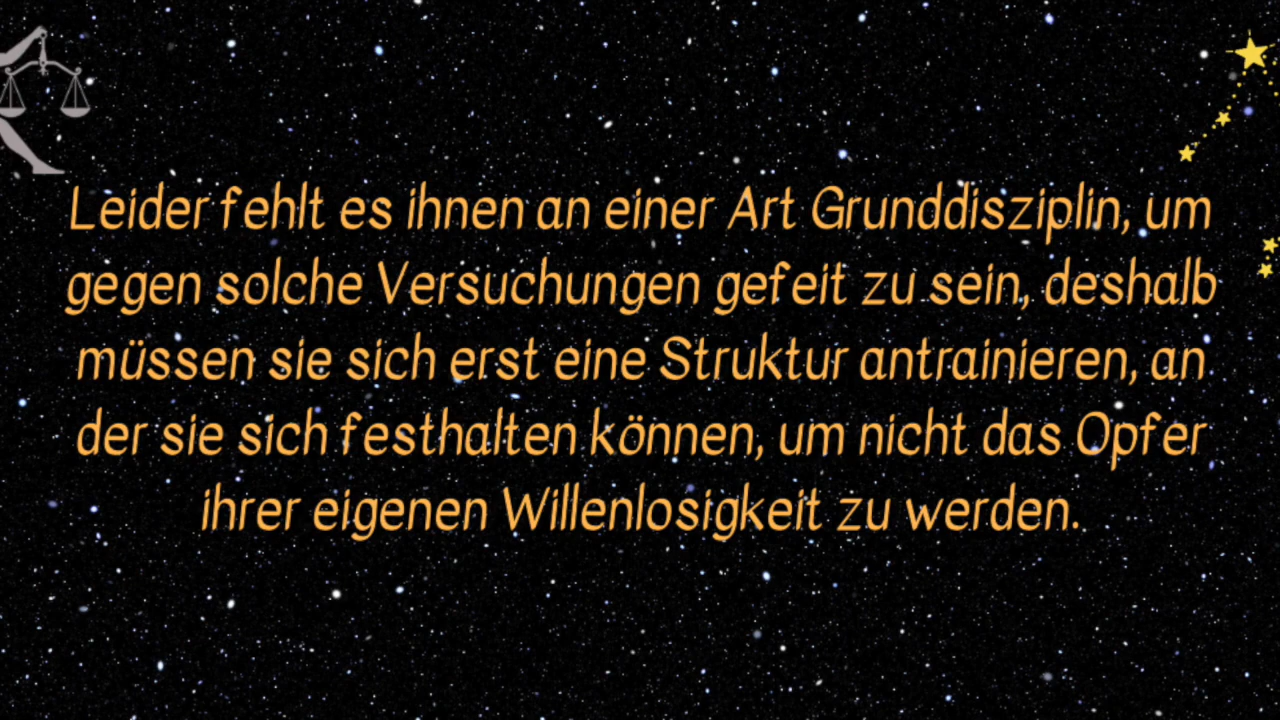 Leider fehlt es ihnen an einer Art Grunddisziplin, um
gegen solche Versuchungen gefeit zu sein, deshalb
müssen sie sich erst eine Struktur antrainieren, an
der sie sich festhalten können, um nicht das Opfer
ihrer eigenen Willenlosigkeit zu werden.